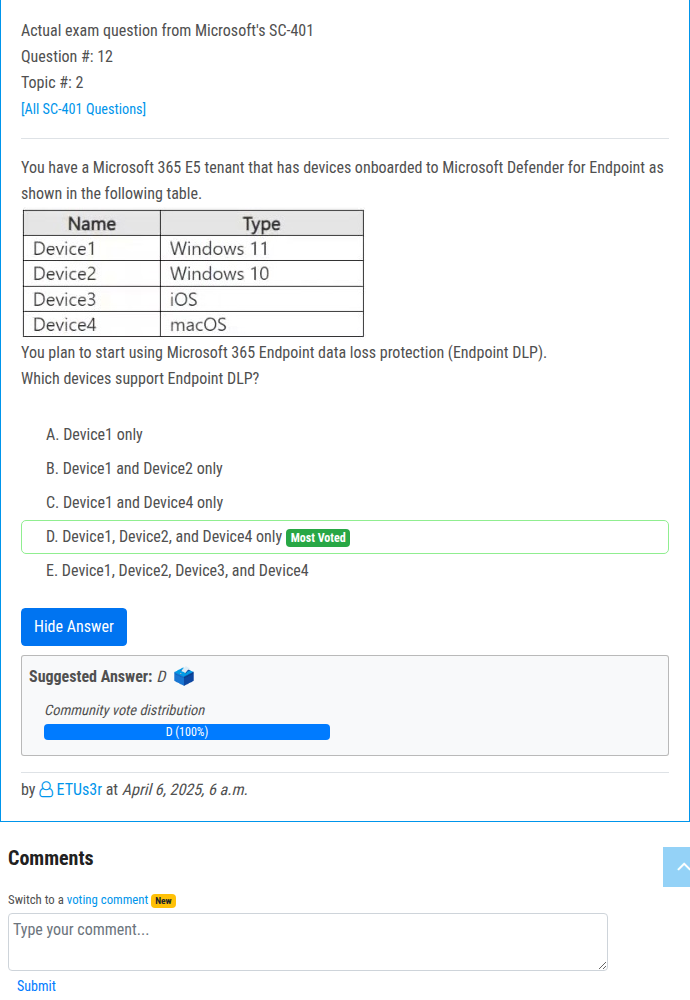 Actual exam question from Microsoft's SC-401
Question #: 12
Topic #: 2
[All SC-401 Questions]
You have a Microsoft 365 E5 tenant that has devices onboarded to Microsoft Defender for Endpoint as
shown in the following table.
Name Type
Device1 Windows 11
Device2 Windows 10
Device3 iOS
Device4 macOS
You plan to start using Microsoft 365 Endpoint data loss protection (Endpoint DLP).
Which devices support Endpoint DLP?
A. Device1 only
B. Device1 and Device2 only
C. Device1 and Device4 only
D. Device1, Device2, and Device4 only Most Voted
E. Device1, Device2, Device3, and Device4
Hide Answer
Suggested Answer: D
Community vote distribution
D (100%)
by ETUs3r at April 6, 2025, 6 a.m.
Comments
Switch to a voting comment New
Type your comment...
Submit